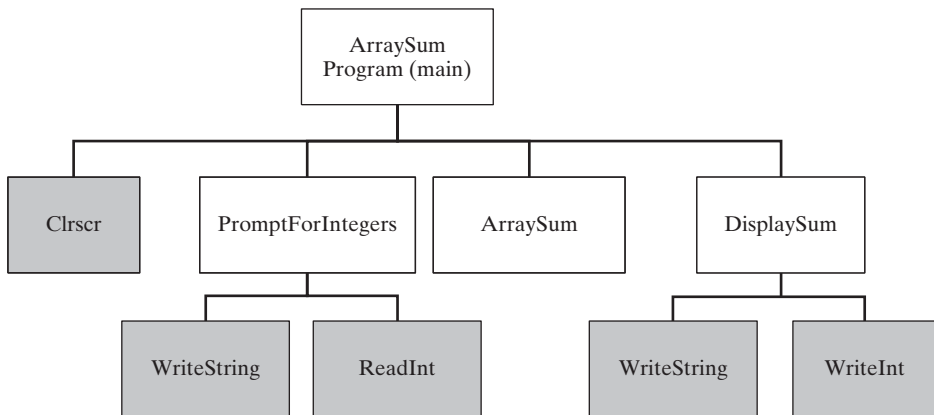 ArraySum
Program (main)
Clrscr
PromptForIntegers
ArraySum
DisplaySum
WriteString
ReadInt
WriteString
WriteInt